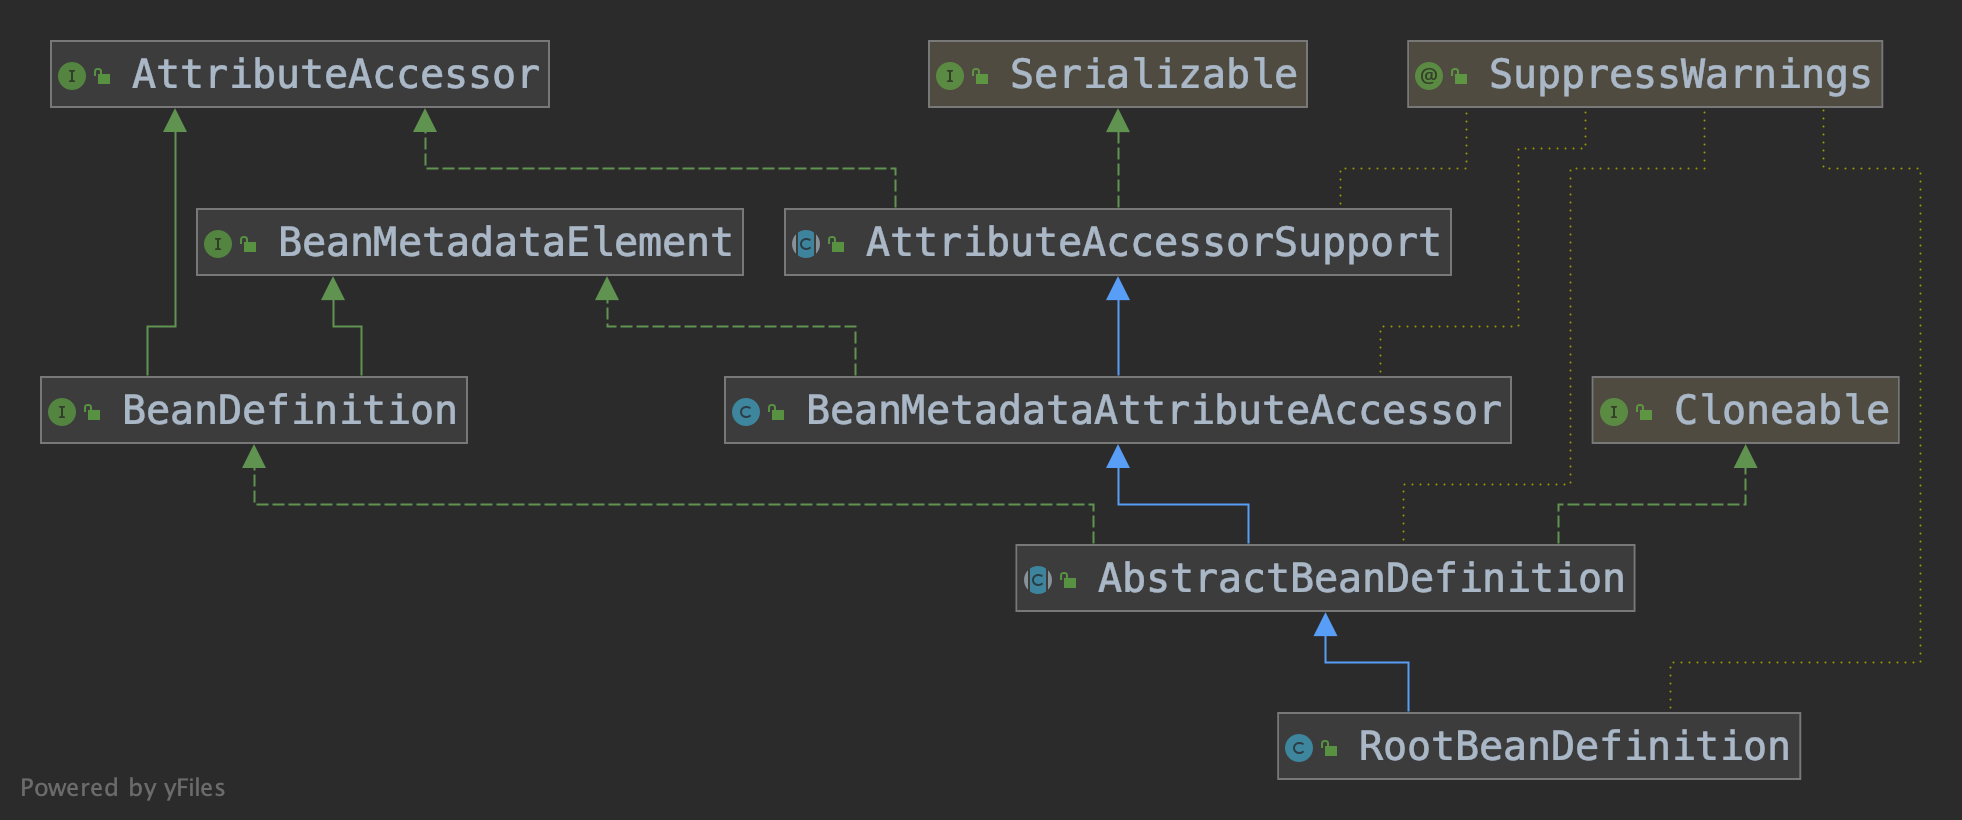 AttributeAccessor
Serializable
SuppressWarnings
BeanMetadataElement
AttributeAccessorSupport
BeanDefinition
BeanMetadataAttributeAccessor
Cloneable
AbstractBeanDefinition
RootBeanDefinition
Powered by yFiles